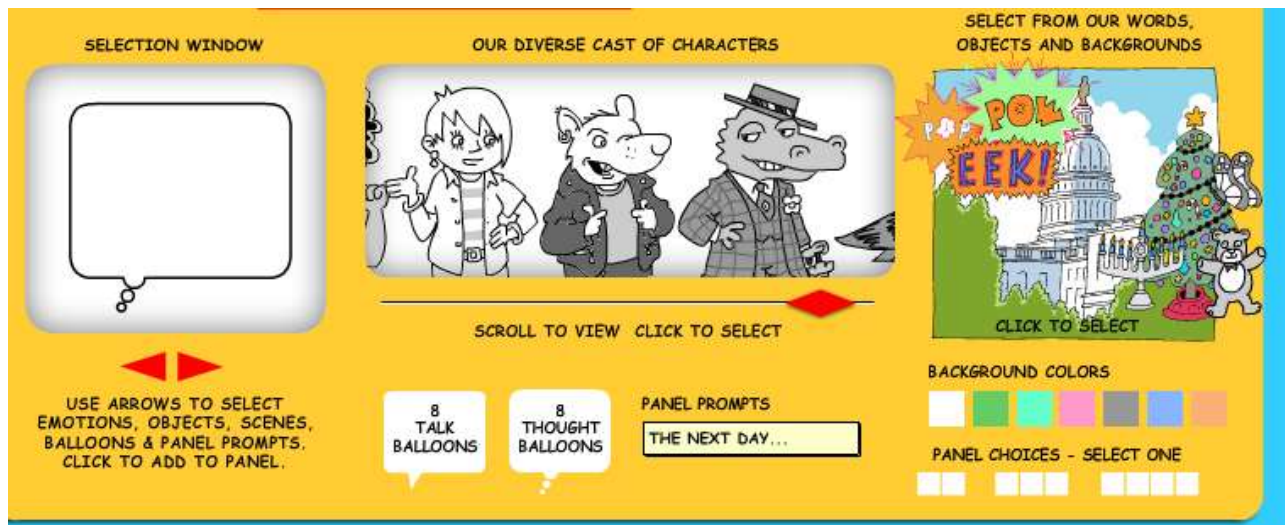 SELECTION WINDOW
USE ARROWS TO SELECT
EMOTIONS, OBJECTS, SCENES,
BALLOONS & PANEL PROMPTS.
CLICK TO ADD TO PANEL.
OUR DIVERSE CAST OF CHARACTERS
SCROLL TO VIEW CLICK TO SELECT
8
TALK
BALLOONS
8
THOUGHT
BALLOONS
PANEL PROMPTS
THE NEXT DAY...
SELECT FROM OUR WORDS,
OBJECTS AND BACKGROUNDS
POP
POW
EEK!
CLICK TO SELECT
BACKGROUND COLORS
PANEL CHOICES - SELECT ONE